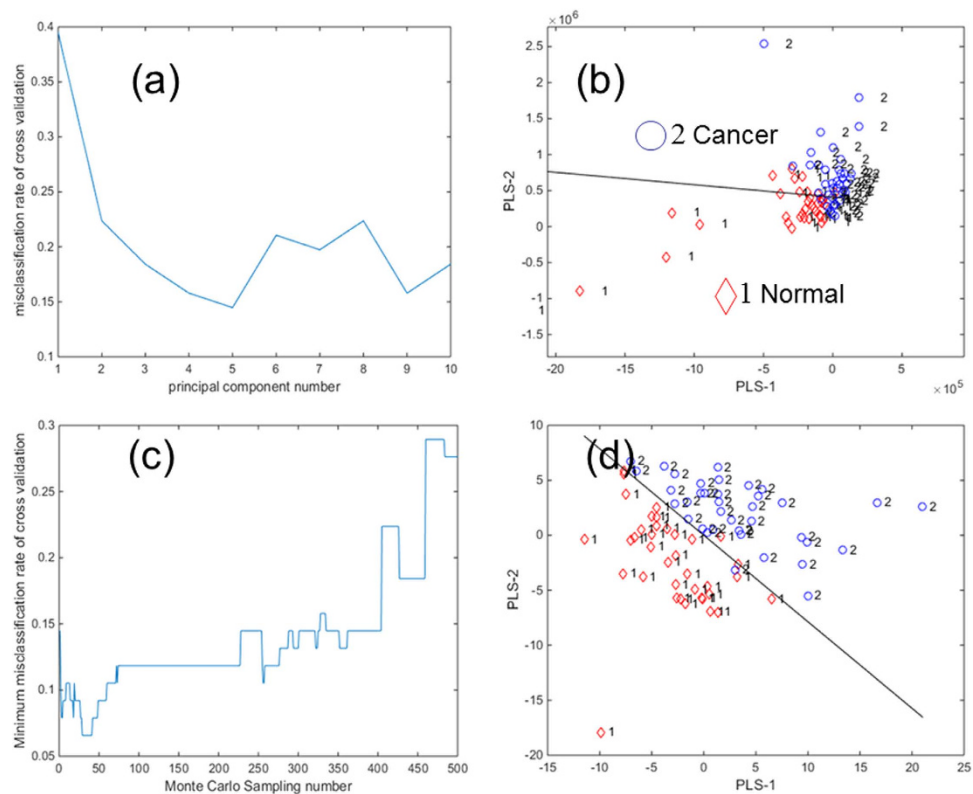 (a)
0.4
0.35
0.3
0.25
0.2
0.15
0.1
misclassification rate of cross validation
1 2 3 4 5 6 7 8 9 10
principal component number
(b)
×10⁶
2.5
2
1.5
1
0.5
0
-0.5
-1
-1.5
PLS-2
2 Cancer
1 Normal
-20 -15 -10 -5 0 5
PLS-1
×10⁵
(c)
0.3
0.25
0.2
0.15
0.1
0.05
Minimum misclassification rate of cross validation
0 50 100 150 200 250 300 350 400 450 500
Monte Carlo Sampling number
(d)
10
5
0
-5
-10
-15
-20
PLS-2
-15 -10 -5 0 5 10 15 20 25
PLS-1